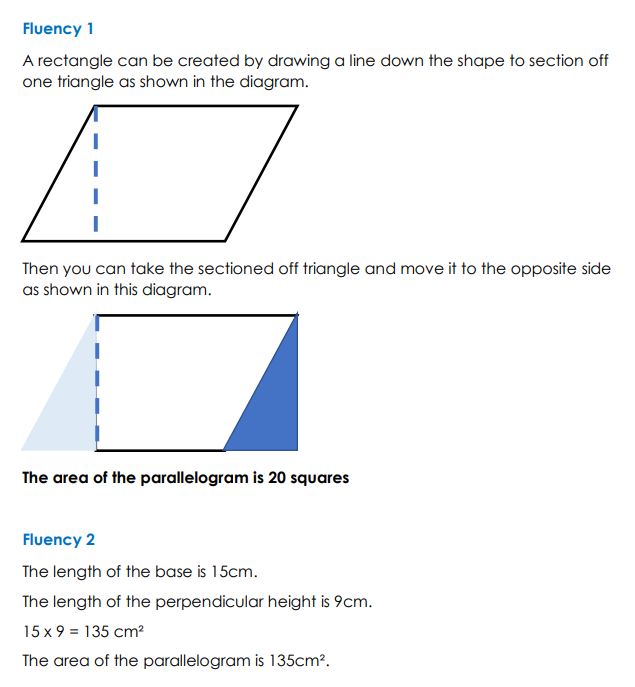 Fluency 1
A rectangle can be created by drawing a line down the shape to section off
one triangle as shown in the diagram.
Then you can take the sectioned off triangle and move it to the opposite side
as shown in this diagram.
The area of the parallelogram is 20 squares
Fluency 2
The length of the base is 15cm.
The length of the perpendicular height is 9cm.
15 x 9 = 135 cm²
The area of the parallelogram is 135cm².